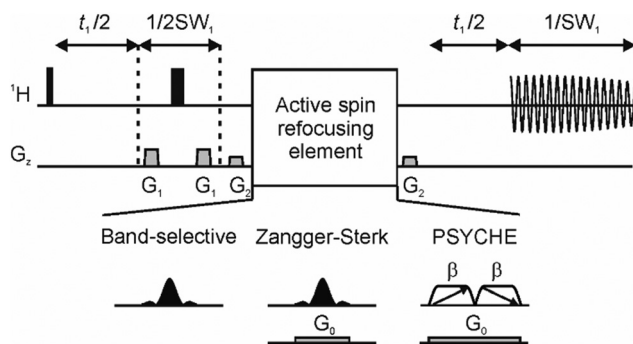 t₁/2 1/2SW₁ t₁/2 1/SW₁
¹H
Active spin
refocusing
element
G_z
G₁ G₁ G₂ G₂
Band-selective Zangger-Sterk PSYCHE
β β
G₀ G₀